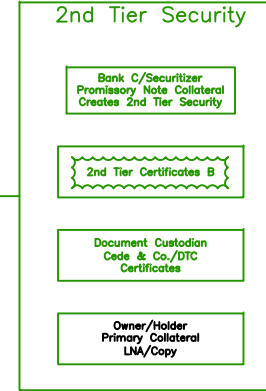 2nd Tier Security
Bank C/Securitizer
Promissory Note Collateral
Creates 2nd Tier Security
2nd Tier Certificates B
Document Custodian
Cede & Co./DTC
Certificates
Owner/Holder
Primary Collateral
LNA/Copy